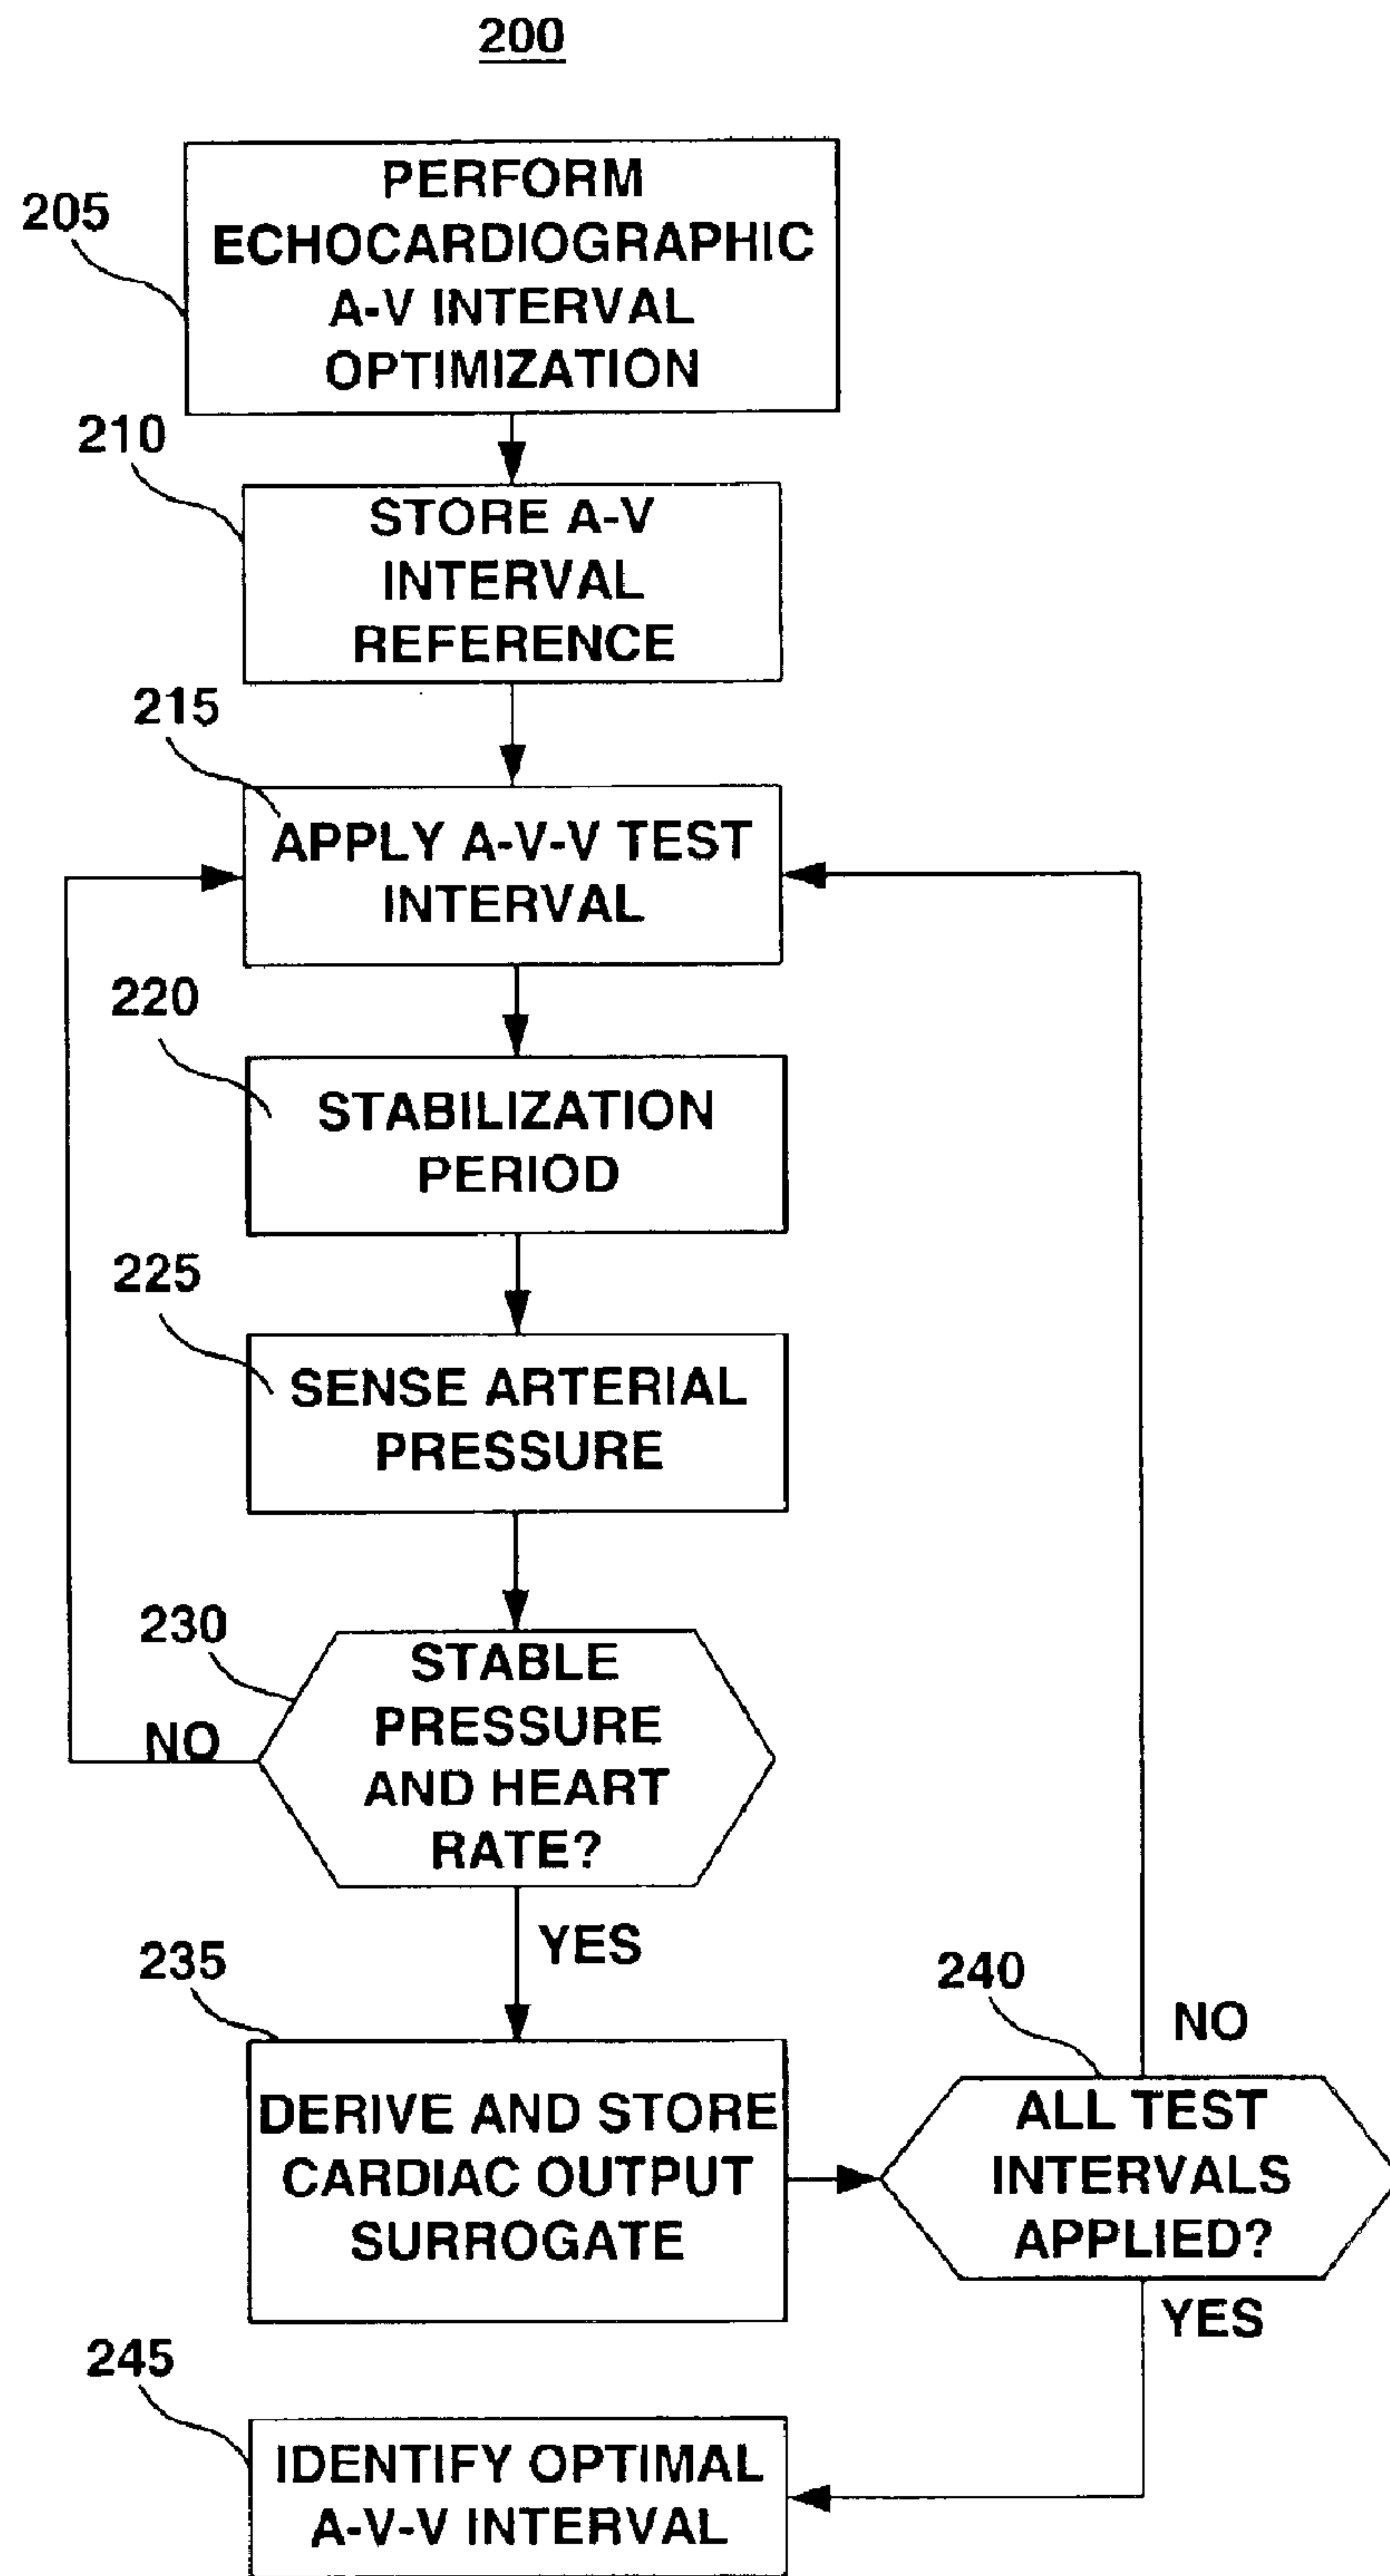 200
205
PERFORM
ECHOCARDIOGRAPHIC
A-V INTERVAL
OPTIMIZATION
210
STORE A-V
INTERVAL
REFERENCE
215
APPLY A-V-V TEST
INTERVAL
220
STABILIZATION
PERIOD
225
SENSE ARTERIAL
PRESSURE
230
STABLE
PRESSURE
AND HEART
RATE?
NO
YES
235
DERIVE AND STORE
CARDIAC OUTPUT
SURROGATE
240
NO
ALL TEST
INTERVALS
APPLIED?
YES
245
IDENTIFY OPTIMAL
A-V-V INTERVAL